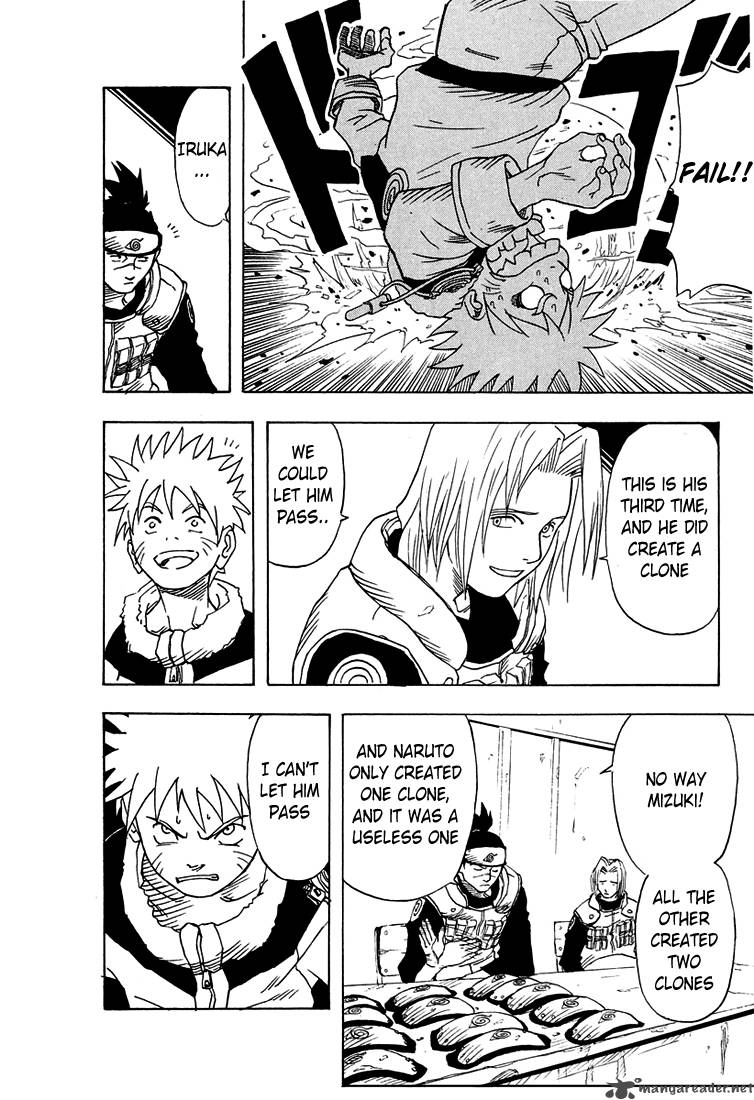 FAIL!!
ドゴ
IRUKA
...
THIS IS HIS
THIRD TIME,
AND HE DID
CREATE A
CLONE
WE
COULD
LET HIM
PASS..
NO WAY
MIZUKI!
ALL THE
OTHER
CREATED
TWO
CLONES
AND NARUTO
ONLY CREATED
ONE CLONE,
AND IT WAS A
USELESS ONE
I CAN'T
LET HIM
PASS
mangareader.net